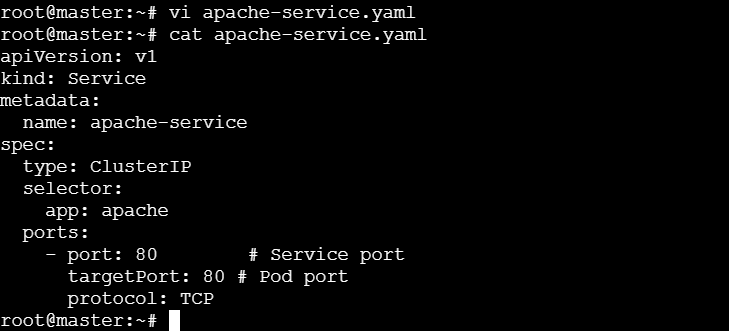 root@master:~# vi apache-service.yaml
root@master:~# cat apache-service.yaml
apiVersion: v1
kind: Service
metadata:
  name: apache-service
spec:
  type: ClusterIP
  selector:
    app: apache
  ports:
    - port: 80        # Service port
      targetPort: 80 # Pod port
      protocol: TCP
root@master:~#